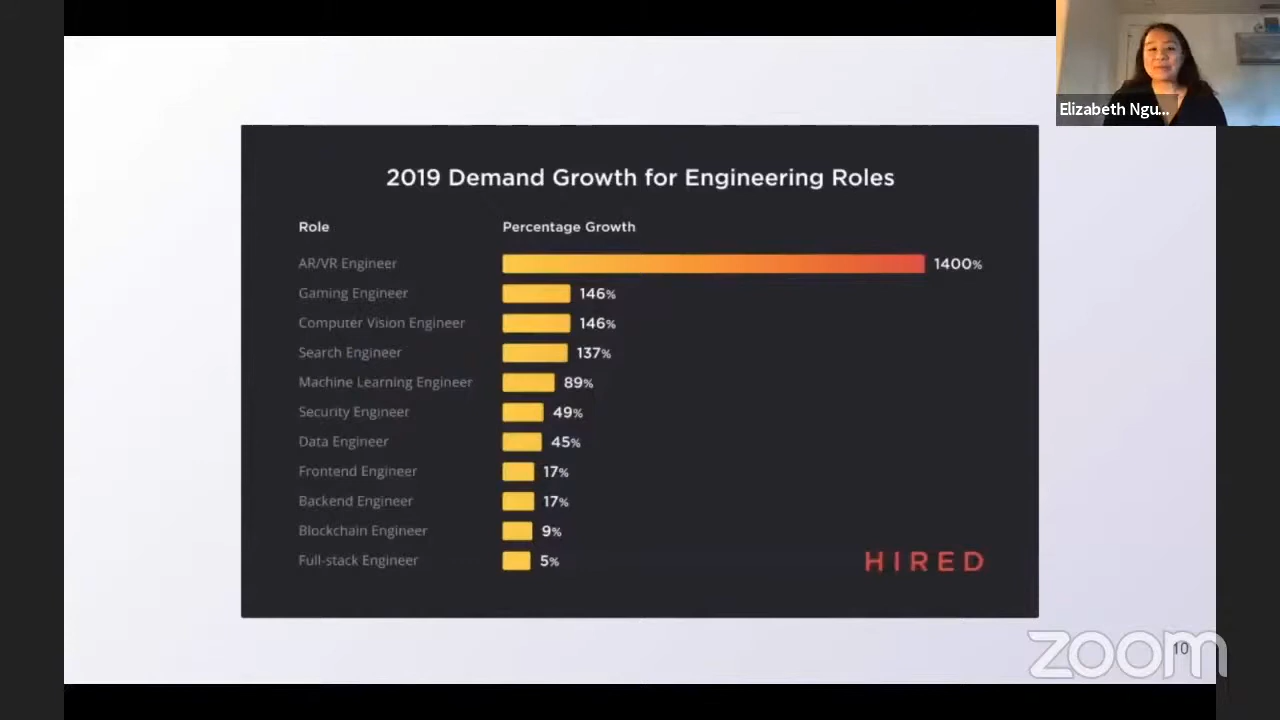 Elizabeth Ngu...
2019 Demand Growth for Engineering Roles
Role Percentage Growth
AR/VR Engineer 1400%
Gaming Engineer 146%
Computer Vision Engineer 146%
Search Engineer 137%
Machine Learning Engineer 89%
Security Engineer 49%
Data Engineer 45%
Frontend Engineer 17%
Backend Engineer 17%
Blockchain Engineer 9%
Full-stack Engineer 5%
HIRED
zoom
10